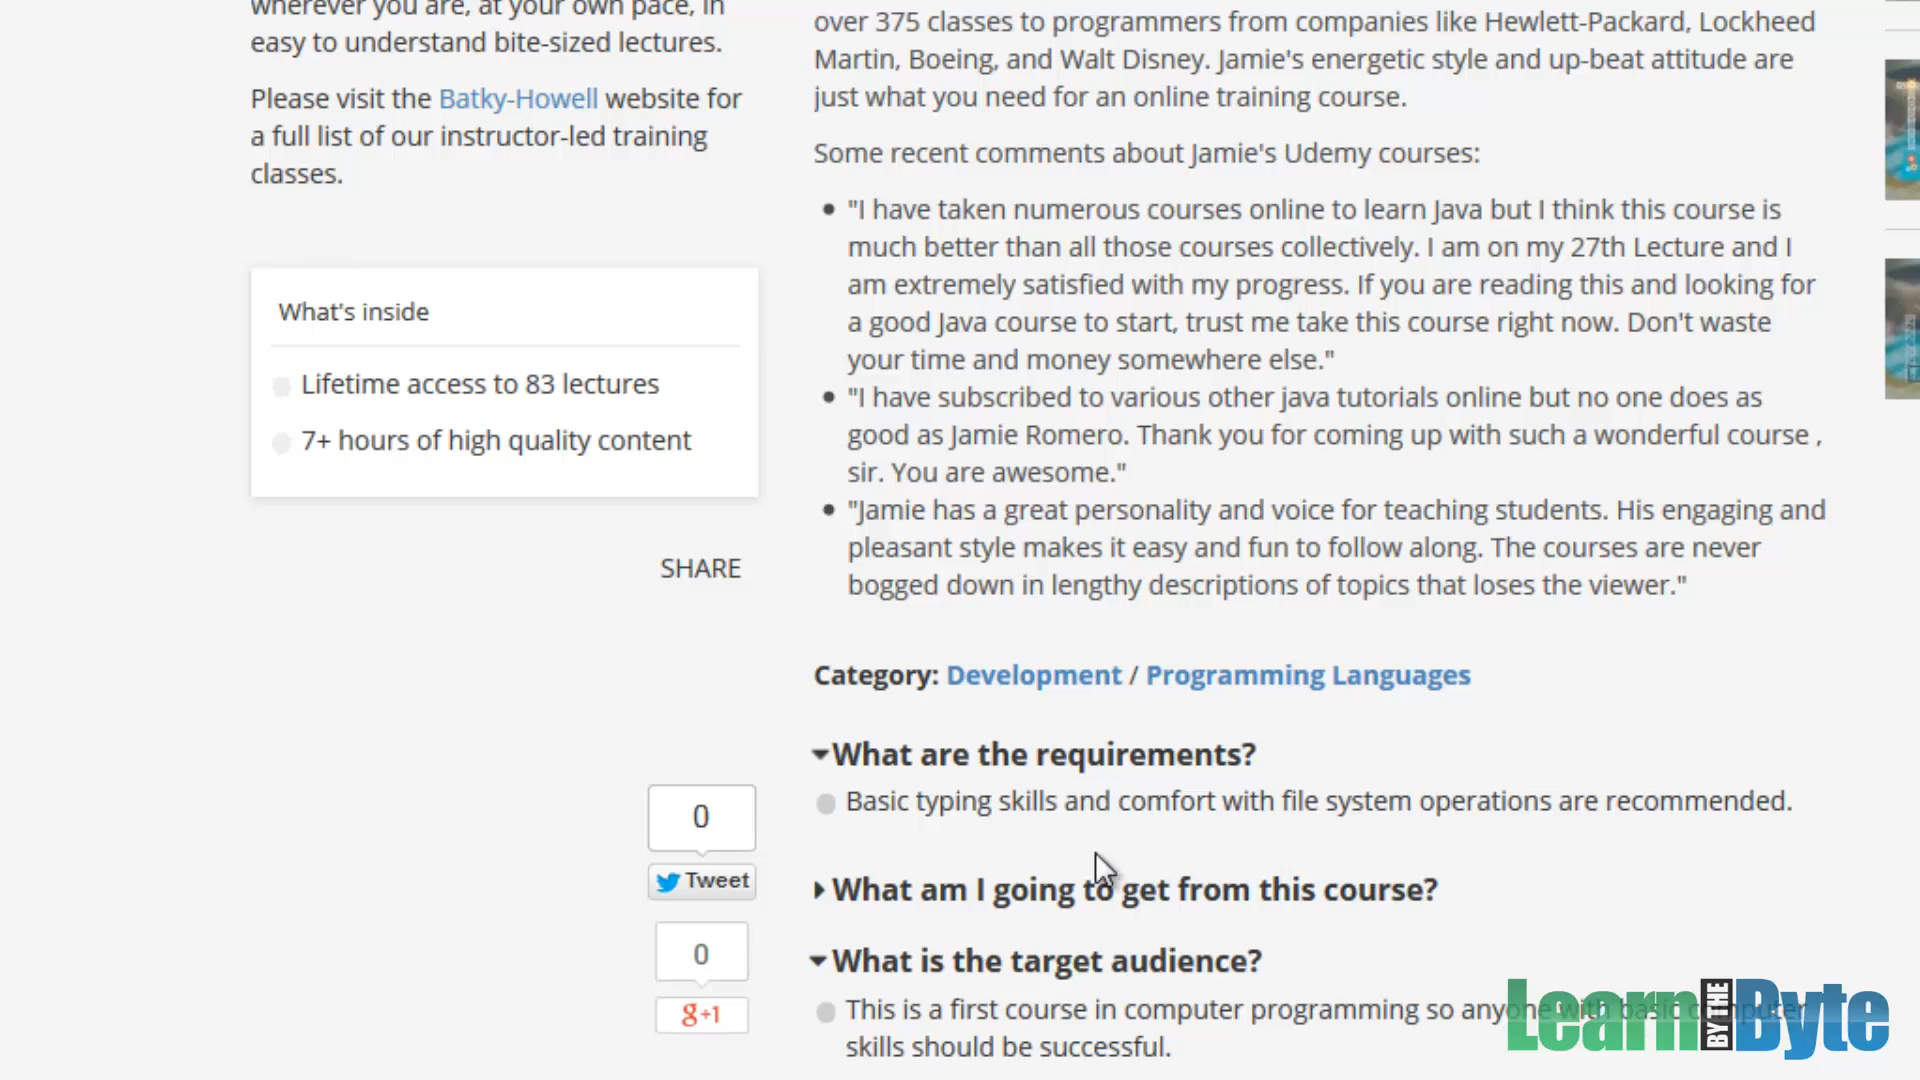 wherever you are, at your own pace, in
easy to understand bite-sized lectures.
Please visit the Batky-Howell website for
a full list of our instructor-led training
classes.
What's inside
Lifetime access to 83 lectures
7+ hours of high quality content
SHARE
0
Tweet
0
g+1
over 375 classes to programmers from companies like Hewlett-Packard, Lockheed
Martin, Boeing, and Walt Disney. Jamie's energetic style and up-beat attitude are
just what you need for an online training course.
Some recent comments about Jamie's Udemy courses:
"I have taken numerous courses online to learn Java but I think this course is
much better than all those courses collectively. I am on my 27th Lecture and I
am extremely satisfied with my progress. If you are reading this and looking for
a good Java course to start, trust me take this course right now. Don't waste
your time and money somewhere else."
"I have subscribed to various other java tutorials online but no one does as
good as Jamie Romero. Thank you for coming up with such a wonderful course ,
sir. You are awesome."
"Jamie has a great personality and voice for teaching students. His engaging and
pleasant style makes it easy and fun to follow along. The courses are never
bogged down in lengthy descriptions of topics that loses the viewer."
Category: Development / Programming Languages
What are the requirements?
Basic typing skills and comfort with file system operations are recommended.
What am I going to get from this course?
What is the target audience?
This is a first course in computer programming so anyone with basic computer
skills should be successful.
Learn BY THE Byte